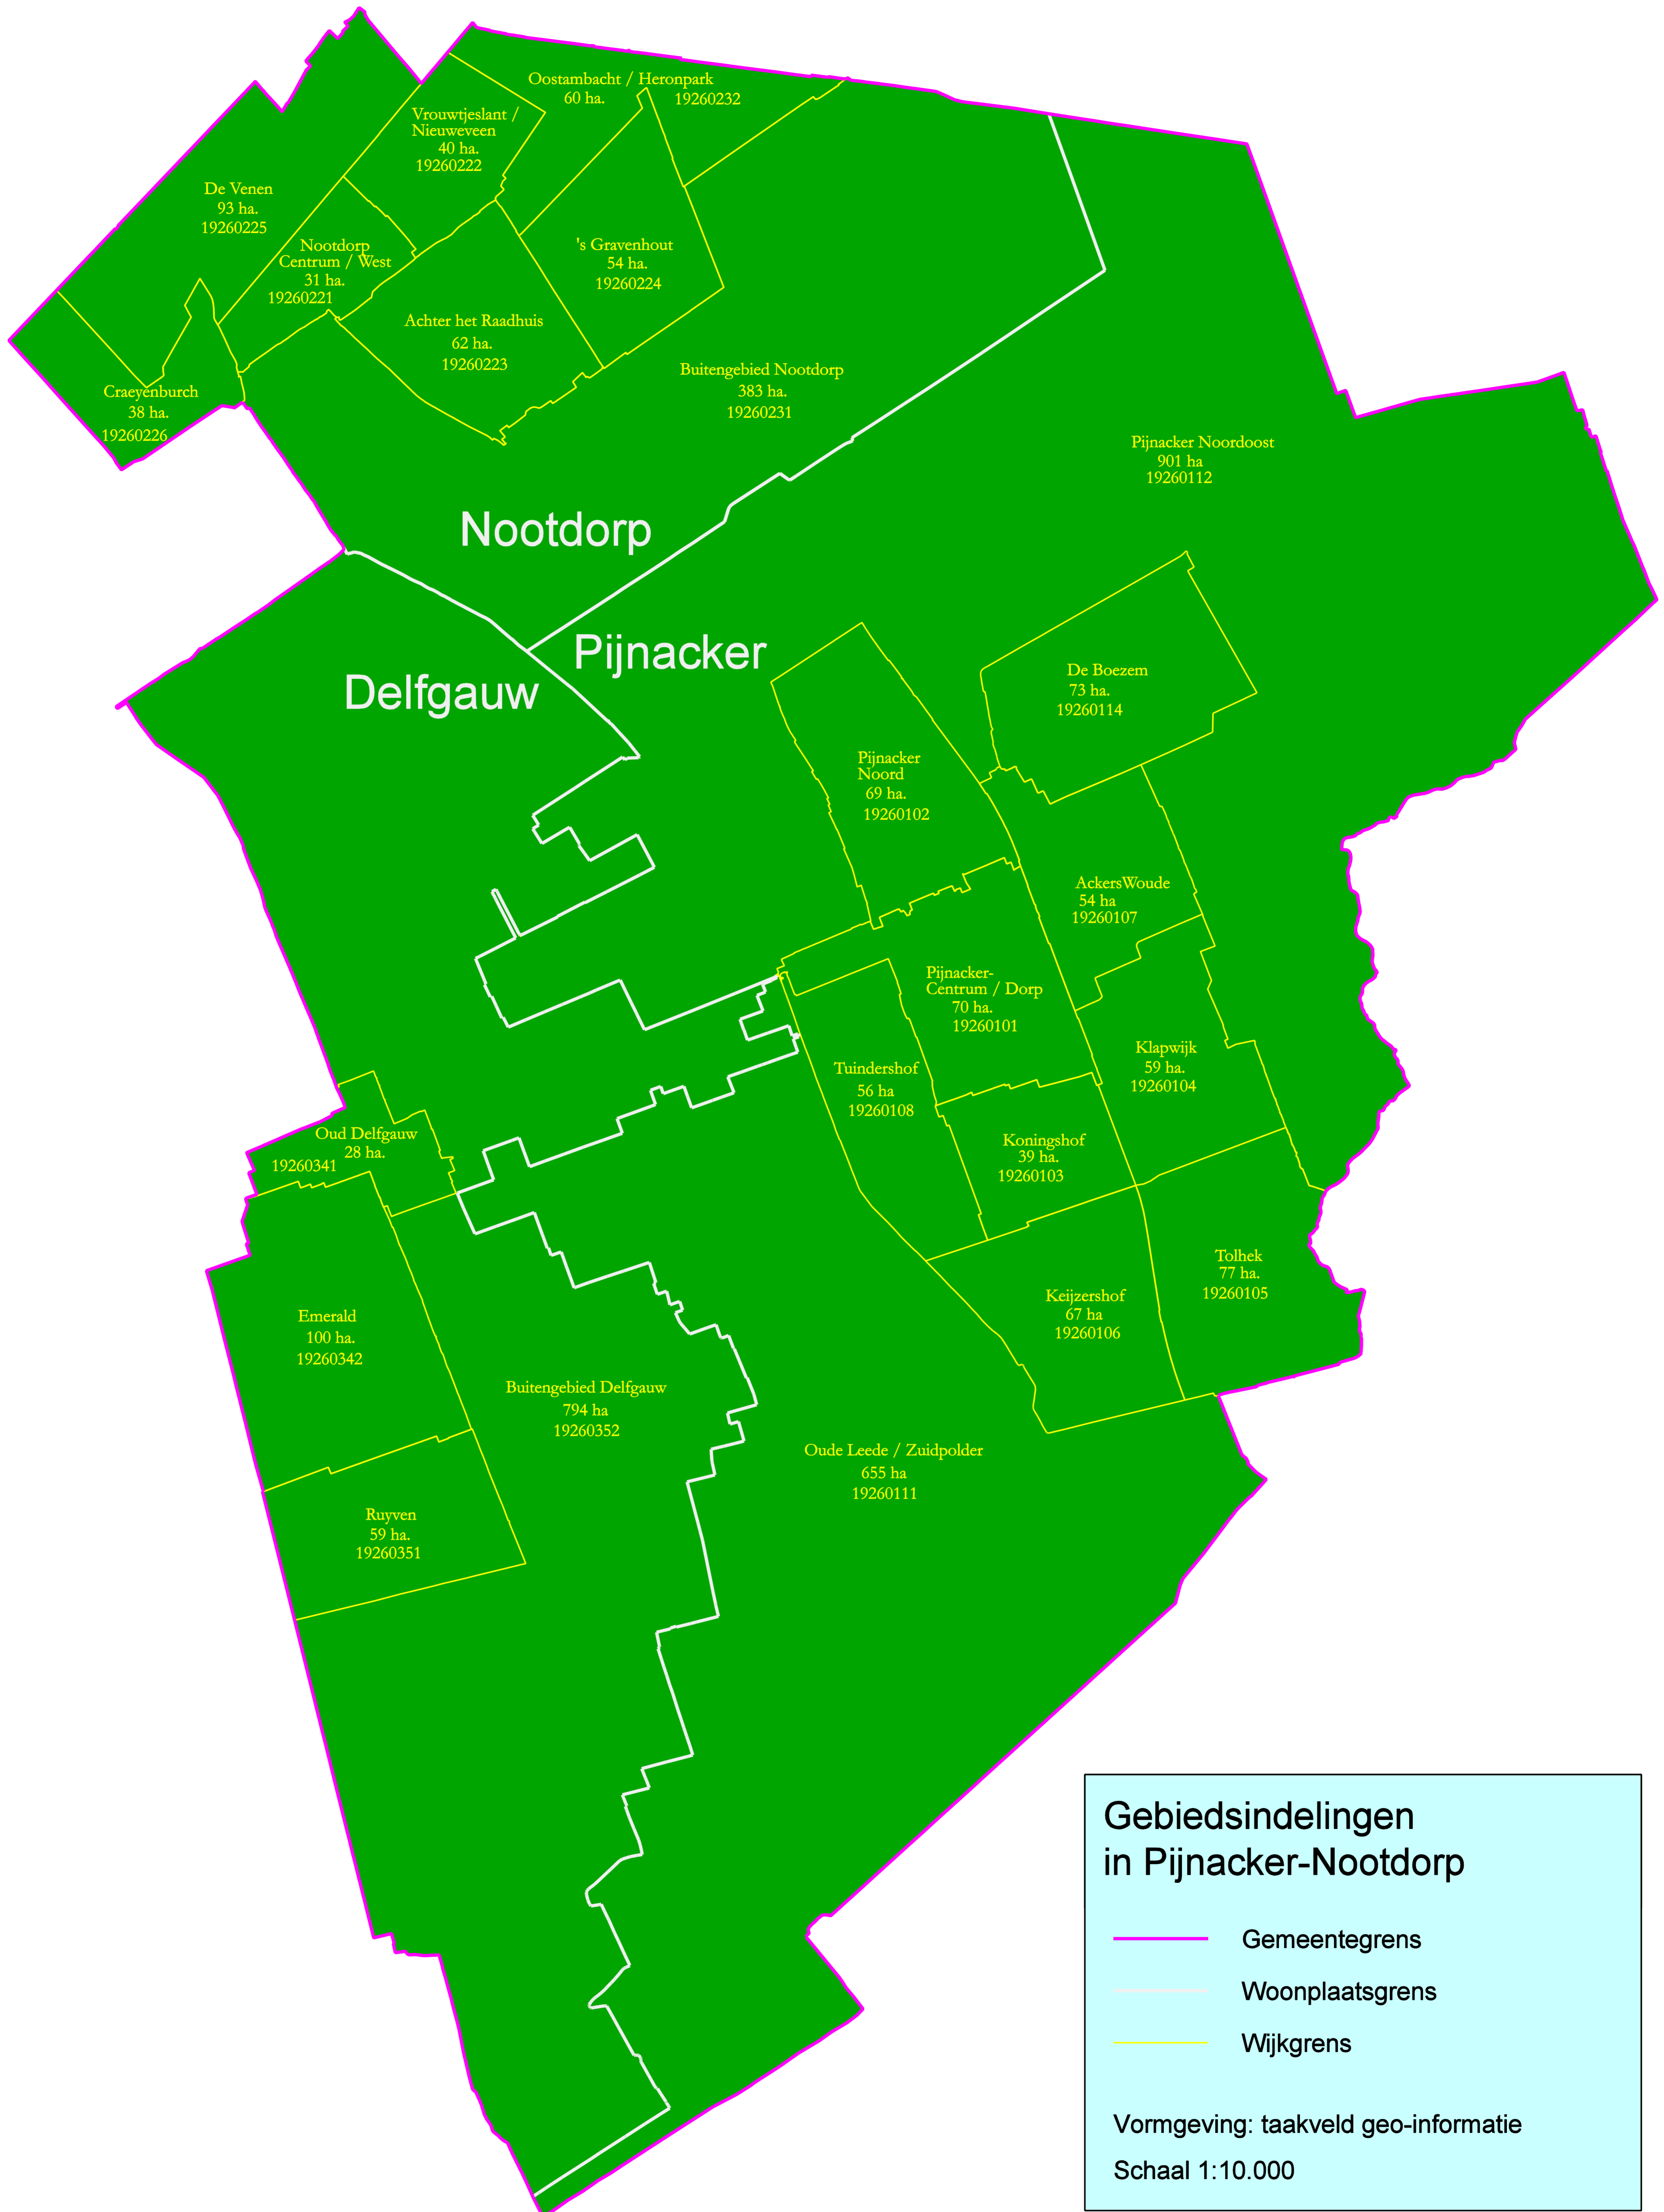 Oostambacht / Heronpark
60 ha.
19260232
Vrouwtjeslant /
Nieuweveen
40 ha.
19260222
De Venen
93 ha.
19260225
Nootdorp
Centrum / West
31 ha.
19260221
's Gravenhout
54 ha.
19260224
Achter het Raadhuis
62 ha.
19260223
Craeyenburch
38 ha.
19260226
Buitengebied Nootdorp
383 ha.
19260231
Pijnacker Noordoost
901 ha
19260112
Nootdorp
Pijnacker
Delfgauw
De Boezem
73 ha.
19260114
Pijnacker
Noord
69 ha.
19260102
AckersWoude
54 ha
19260107
Pijnacker-
Centrum / Dorp
70 ha.
19260101
Klapwijk
59 ha.
19260104
Tuindershof
56 ha
19260108
Koningshof
39 ha.
19260103
Oud Delfgauw
28 ha.
19260341
Tolhek
77 ha.
19260105
Keijzershof
67 ha
19260106
Emerald
100 ha.
19260342
Buitengebied Delfgauw
794 ha
19260352
Oude Leede / Zuidpolder
655 ha
19260111
Ruyven
59 ha.
19260351
Gebiedsindelingen
in Pijnacker-Nootdorp
Gemeentegrens
Woonplaatsgrens
Wijkgrens
Vormgeving: taakveld geo-informatie
Schaal 1:10.000